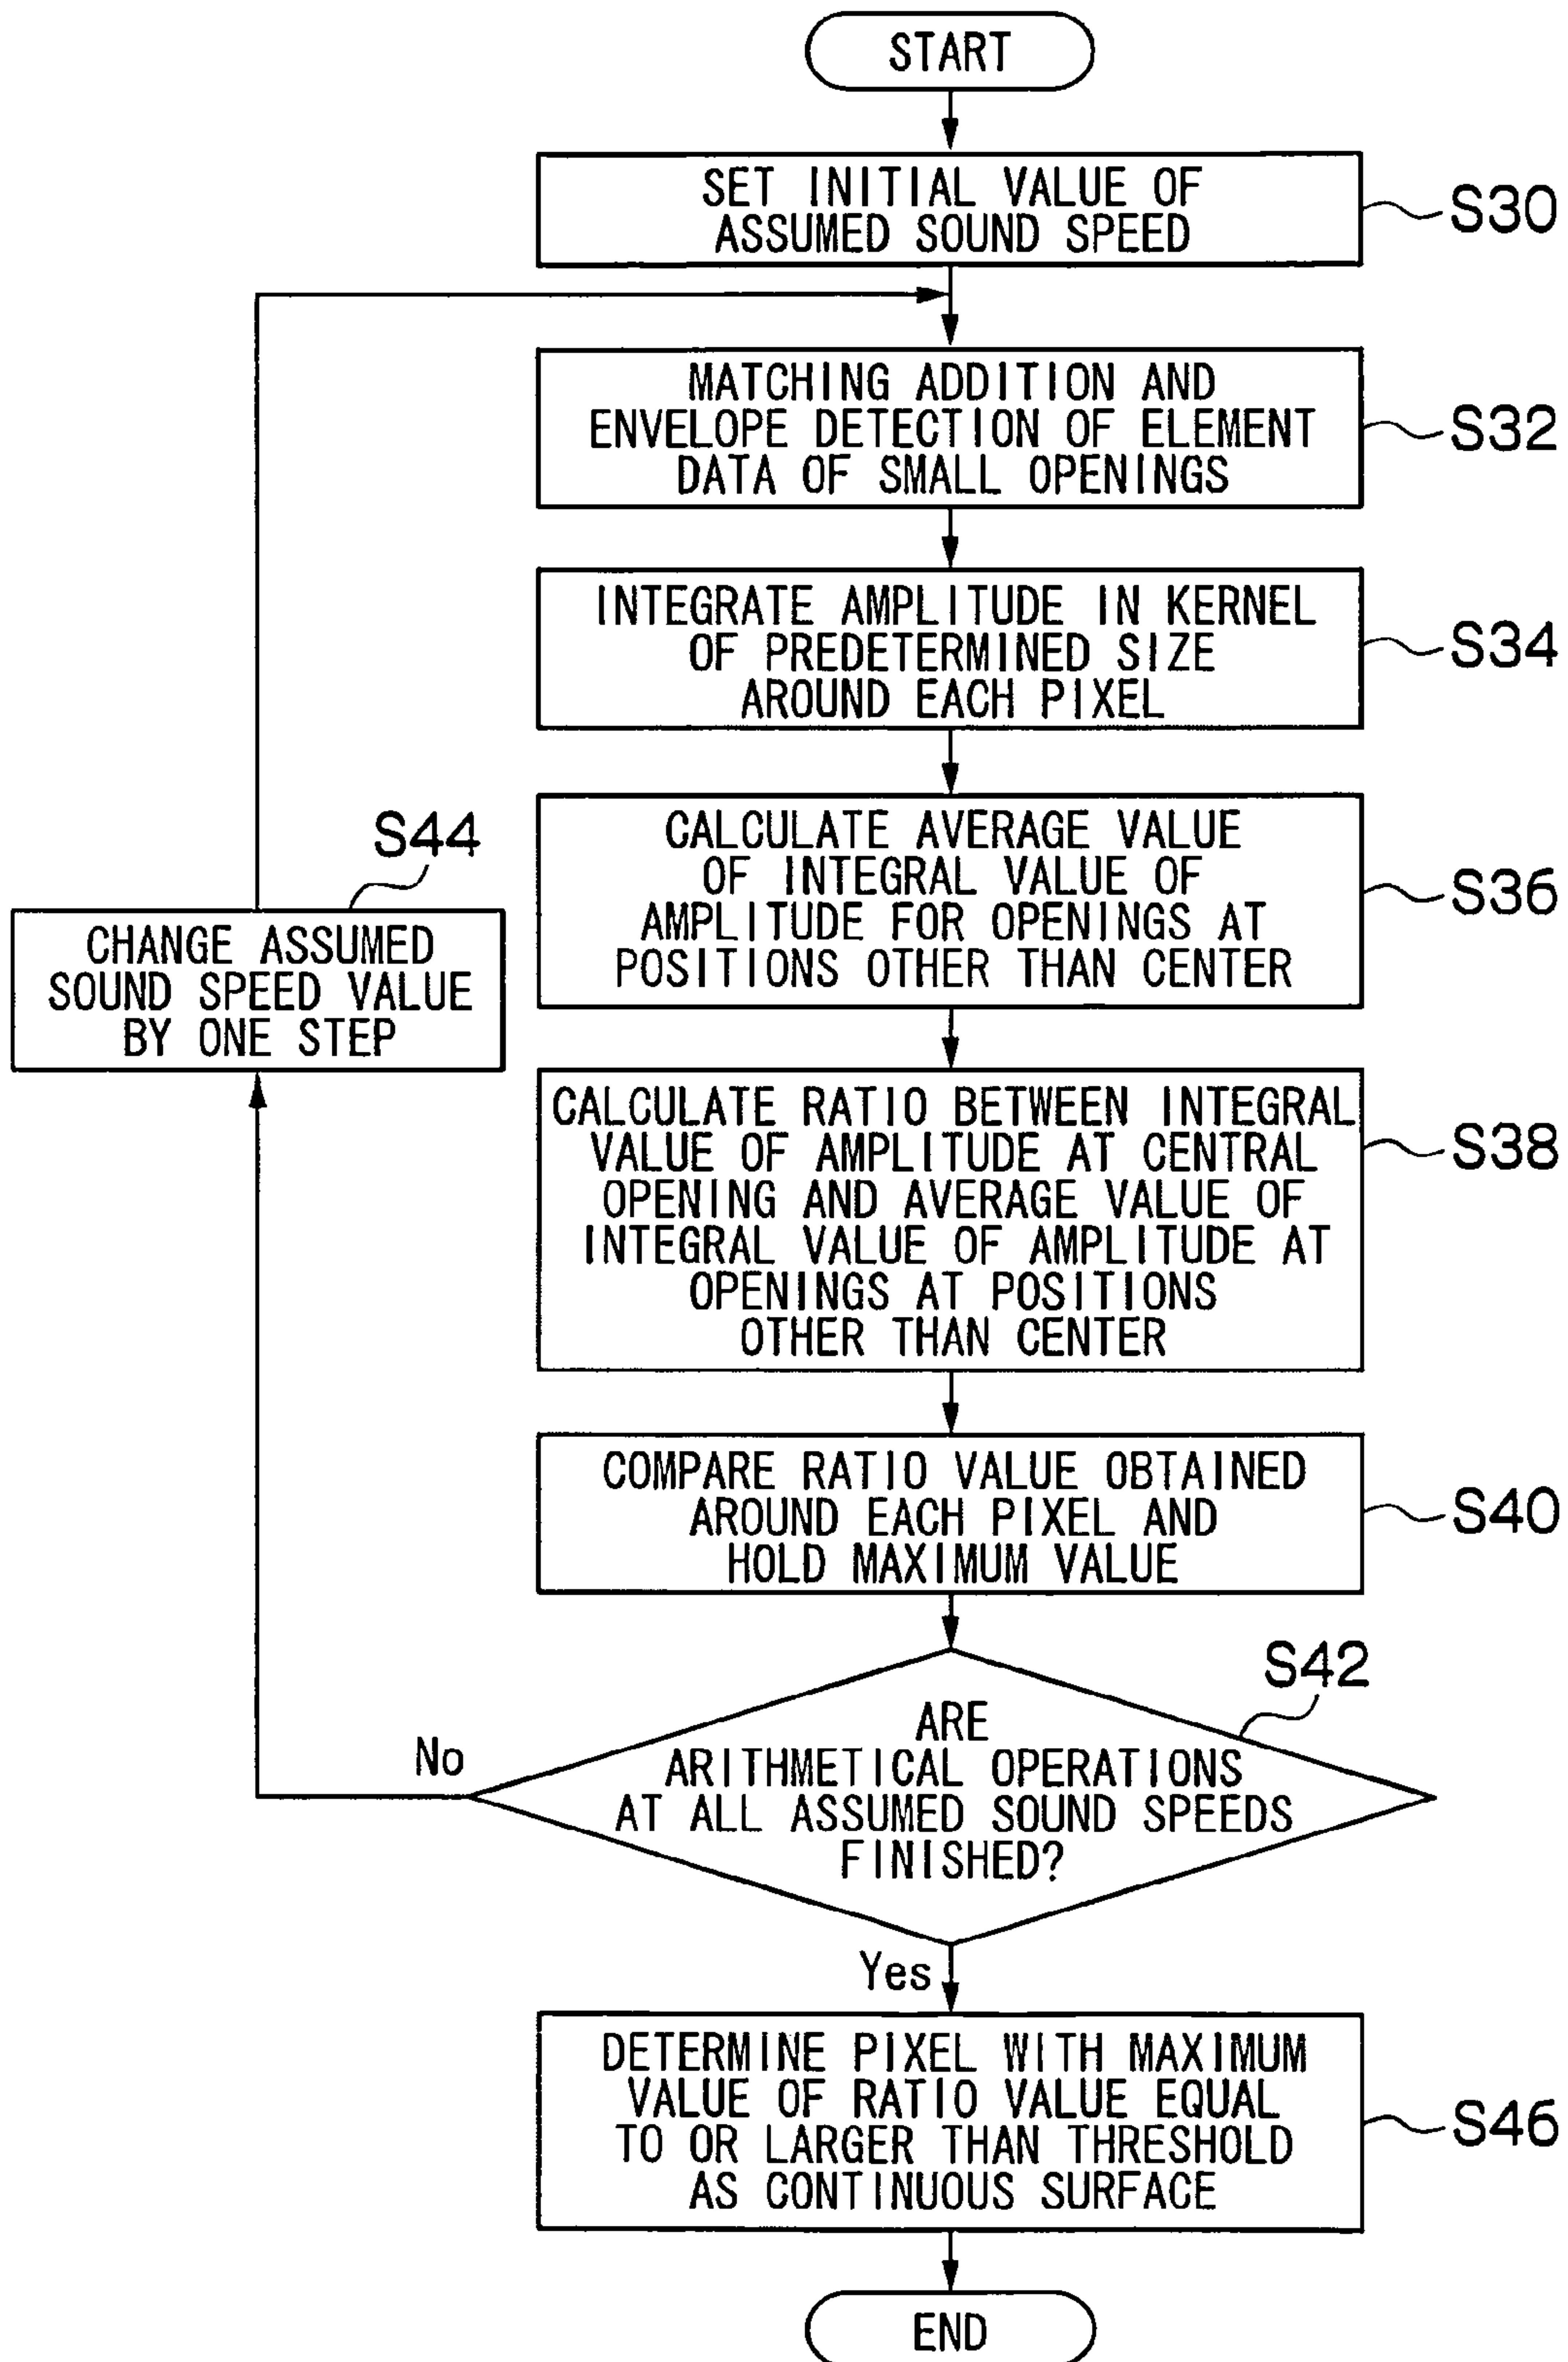 START
SET INITIAL VALUE OF
ASSUMED SOUND SPEED
S30
MATCHING ADDITION AND
ENVELOPE DETECTION OF ELEMENT
DATA OF SMALL OPENINGS
S32
INTEGRATE AMPLITUDE IN KERNEL
OF PREDETERMINED SIZE
AROUND EACH PIXEL
S34
CALCULATE AVERAGE VALUE
OF INTEGRAL VALUE OF
AMPLITUDE FOR OPENINGS AT
POSITIONS OTHER THAN CENTER
S36
S44
CHANGE ASSUMED
SOUND SPEED VALUE
BY ONE STEP
CALCULATE RATIO BETWEEN INTEGRAL
VALUE OF AMPLITUDE AT CENTRAL
OPENING AND AVERAGE VALUE OF
INTEGRAL VALUE OF AMPLITUDE AT
OPENINGS AT POSITIONS
OTHER THAN CENTER
S38
COMPARE RATIO VALUE OBTAINED
AROUND EACH PIXEL AND
HOLD MAXIMUM VALUE
S40
S42
ARE
ARITHMETICAL OPERATIONS
AT ALL ASSUMED SOUND SPEEDS
FINISHED?
No
Yes
DETERMINE PIXEL WITH MAXIMUM
VALUE OF RATIO VALUE EQUAL
TO OR LARGER THAN THRESHOLD
AS CONTINUOUS SURFACE
S46
END